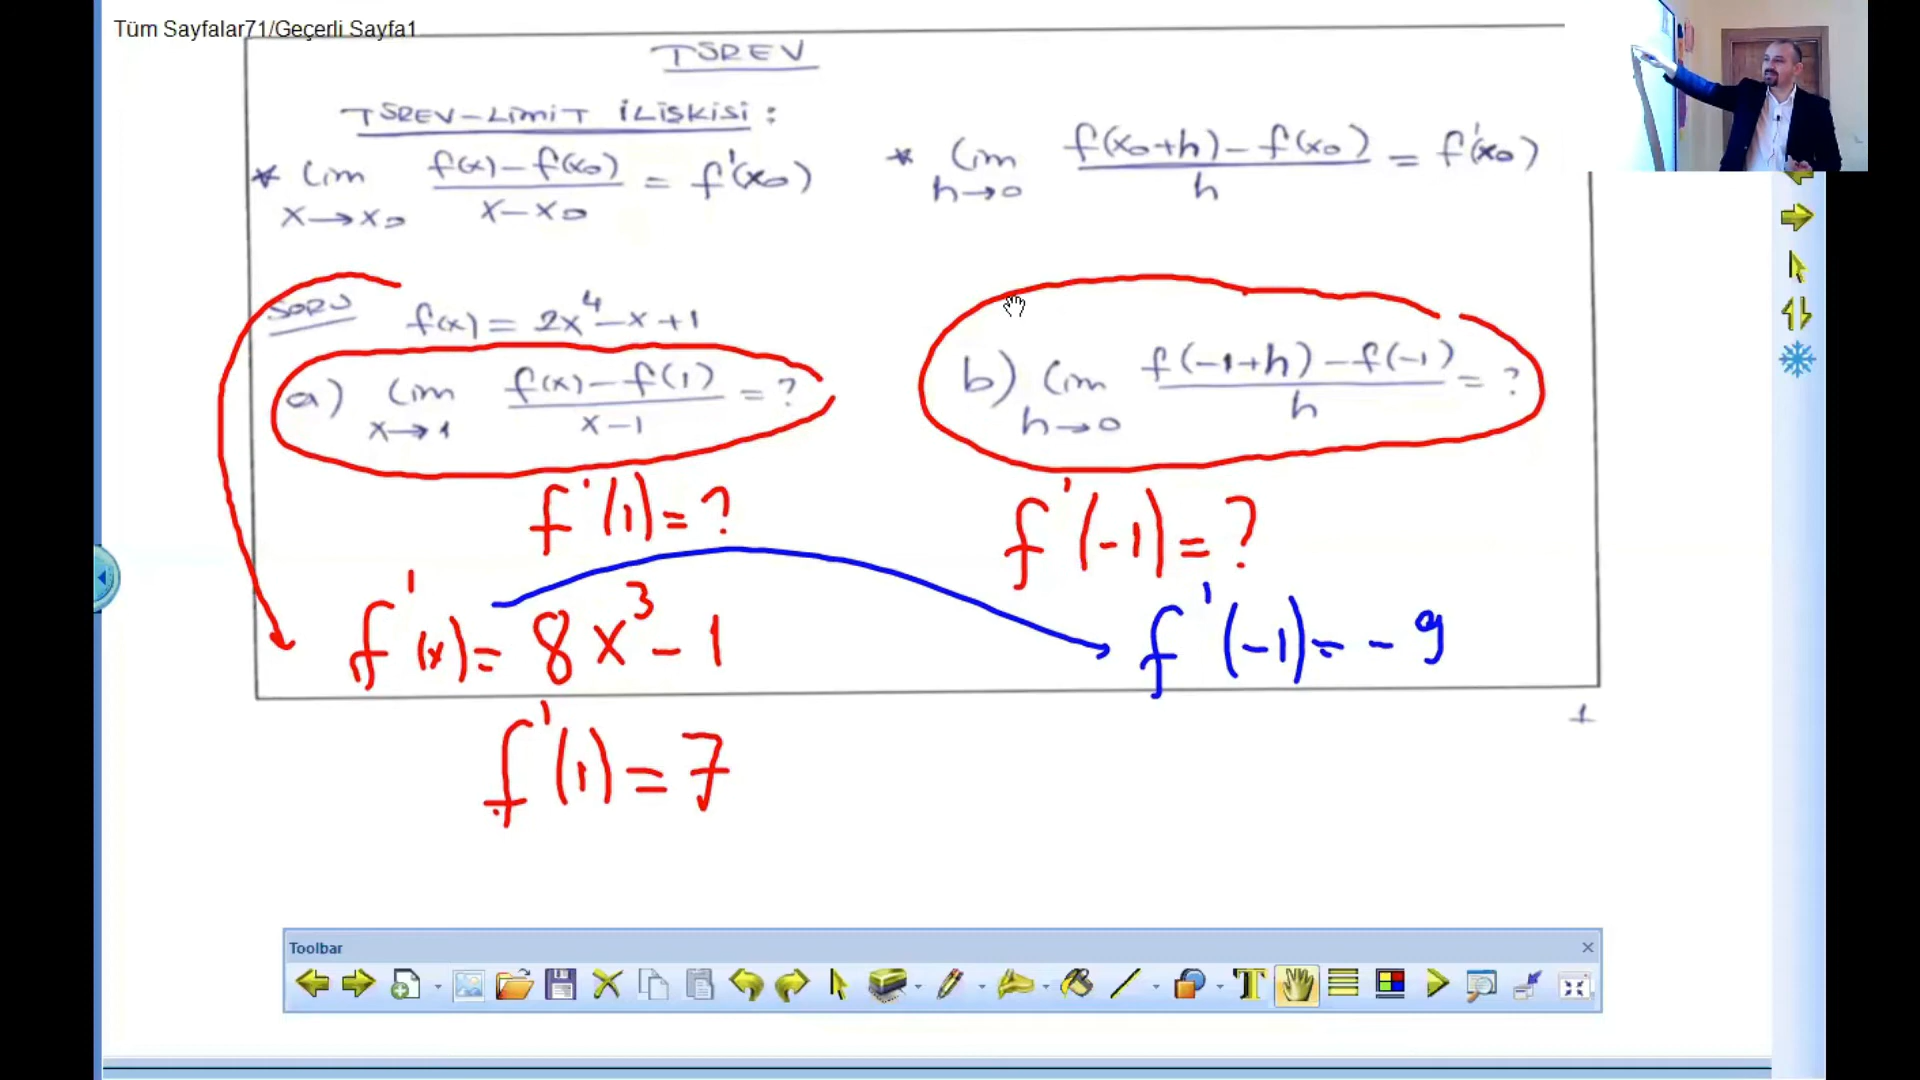 Tüm Sayfalar71/Geçerli Sayfa1
TÜREV
TÜREV-LİMİT İLİŞKİSİ:
* lim x→x₀ (f(x)-f(x₀))/(x-x₀) = f'(x₀)
* lim h→0 (f(x₀+h)-f(x₀))/h = f'(x₀)
SORU f(x) = 2x⁴-x+1
a) lim x→1 (f(x)-f(1))/(x-1) = ?
b) lim h→0 (f(-1+h)-f(-1))/h = ?
f'(1) = ?
f'(-1) = ?
f'(x) = 8x³-1
f'(-1) = -9
f'(1) = 7
1
Toolbar